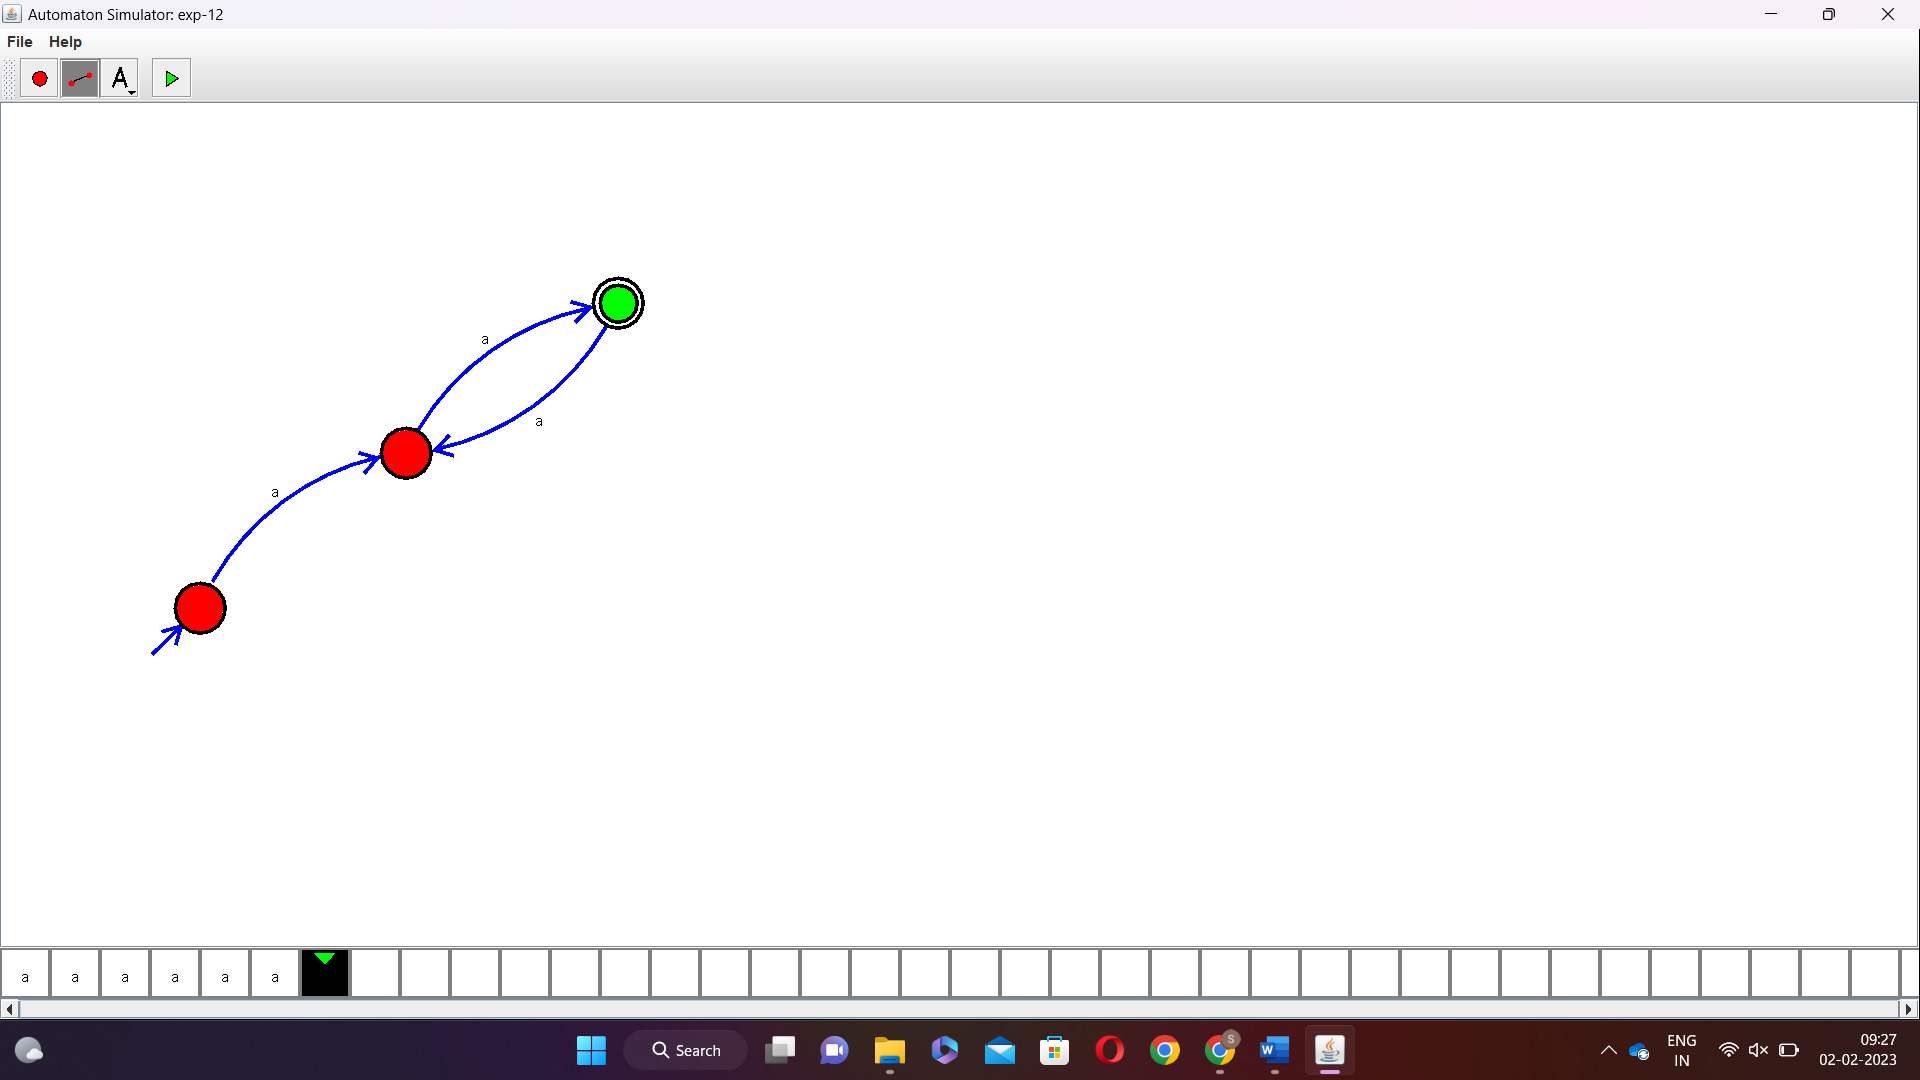 Automaton Simulator: exp-12
File Help
A
a
a
a
a a a a a a
Search
S
W
ENG
IN
09:27
02-02-2023